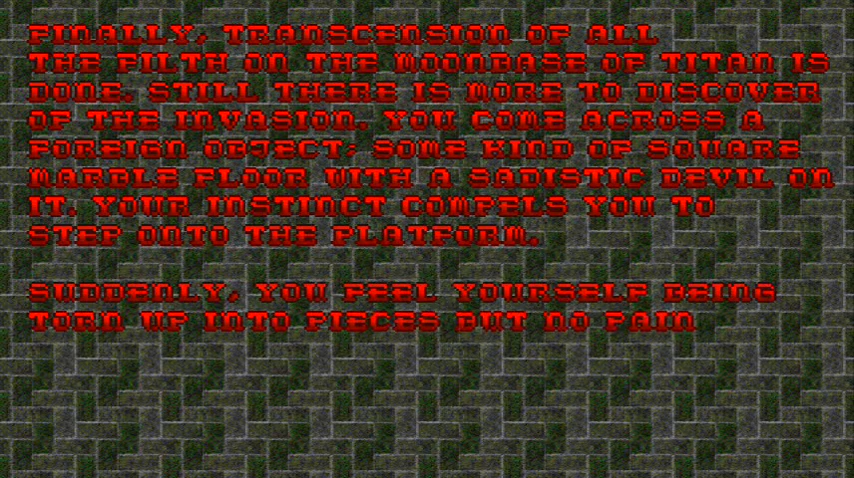 FINALLY, TRANSCENSION OF ALL
THE FILTH ON THE MOONBASE OF TITAN IS
DONE. STILL THERE IS MORE TO DISCOVER
OF THE INVASION. YOU COME ACROSS A
FOREIGN OBJECT; SOME KIND OF SQUARE
MARBLE FLOOR WITH A SADISTIC DEVIL ON
IT. YOUR INSTINCT COMPELS YOU TO
STEP ONTO THE PLATFORM.
SUDDENLY, YOU FEEL YOURSELF BEING
TORN UP INTO PIECES BUT NO PAIN